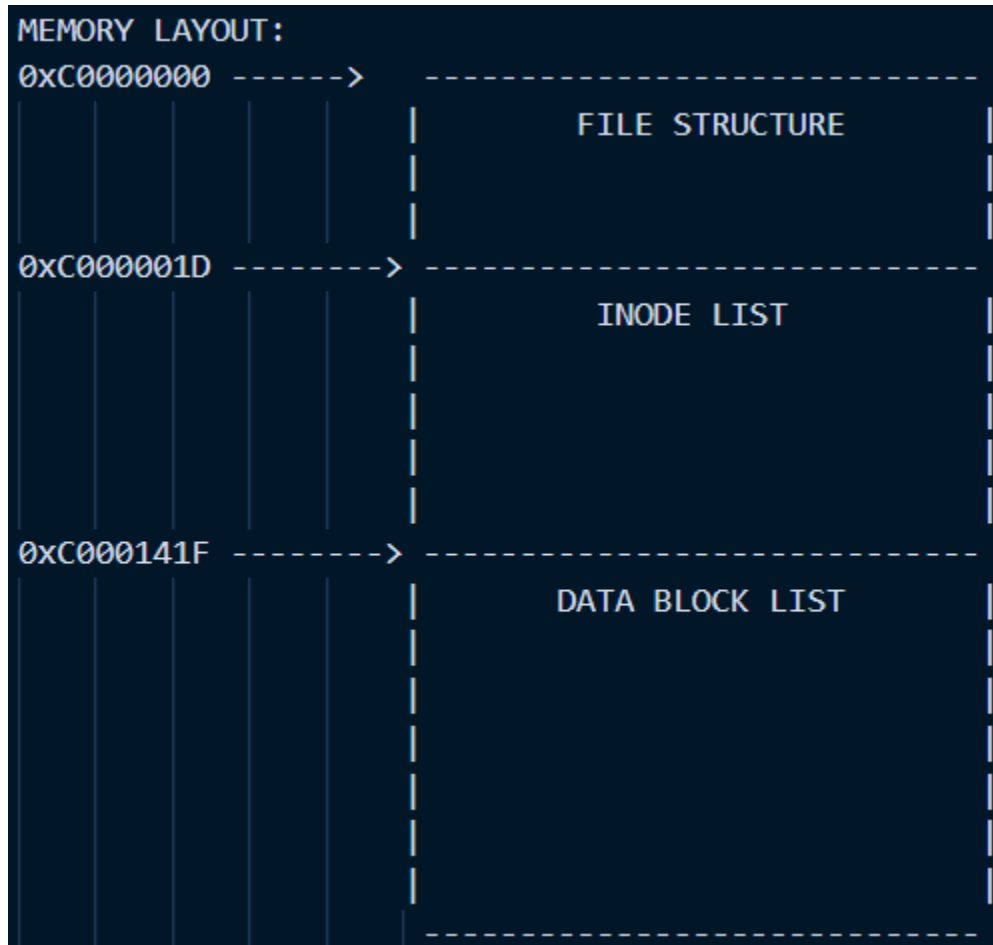 MEMORY LAYOUT:
0xC0000000 ------> -----------------------------
| FILE STRUCTURE |
| |
| |
0xC000001D --------> -----------------------------
| INODE LIST |
| |
| |
| |
| |
0xC000141F --------> -----------------------------
| DATA BLOCK LIST |
| |
| |
| |
| |
| |
| |
-----------------------------